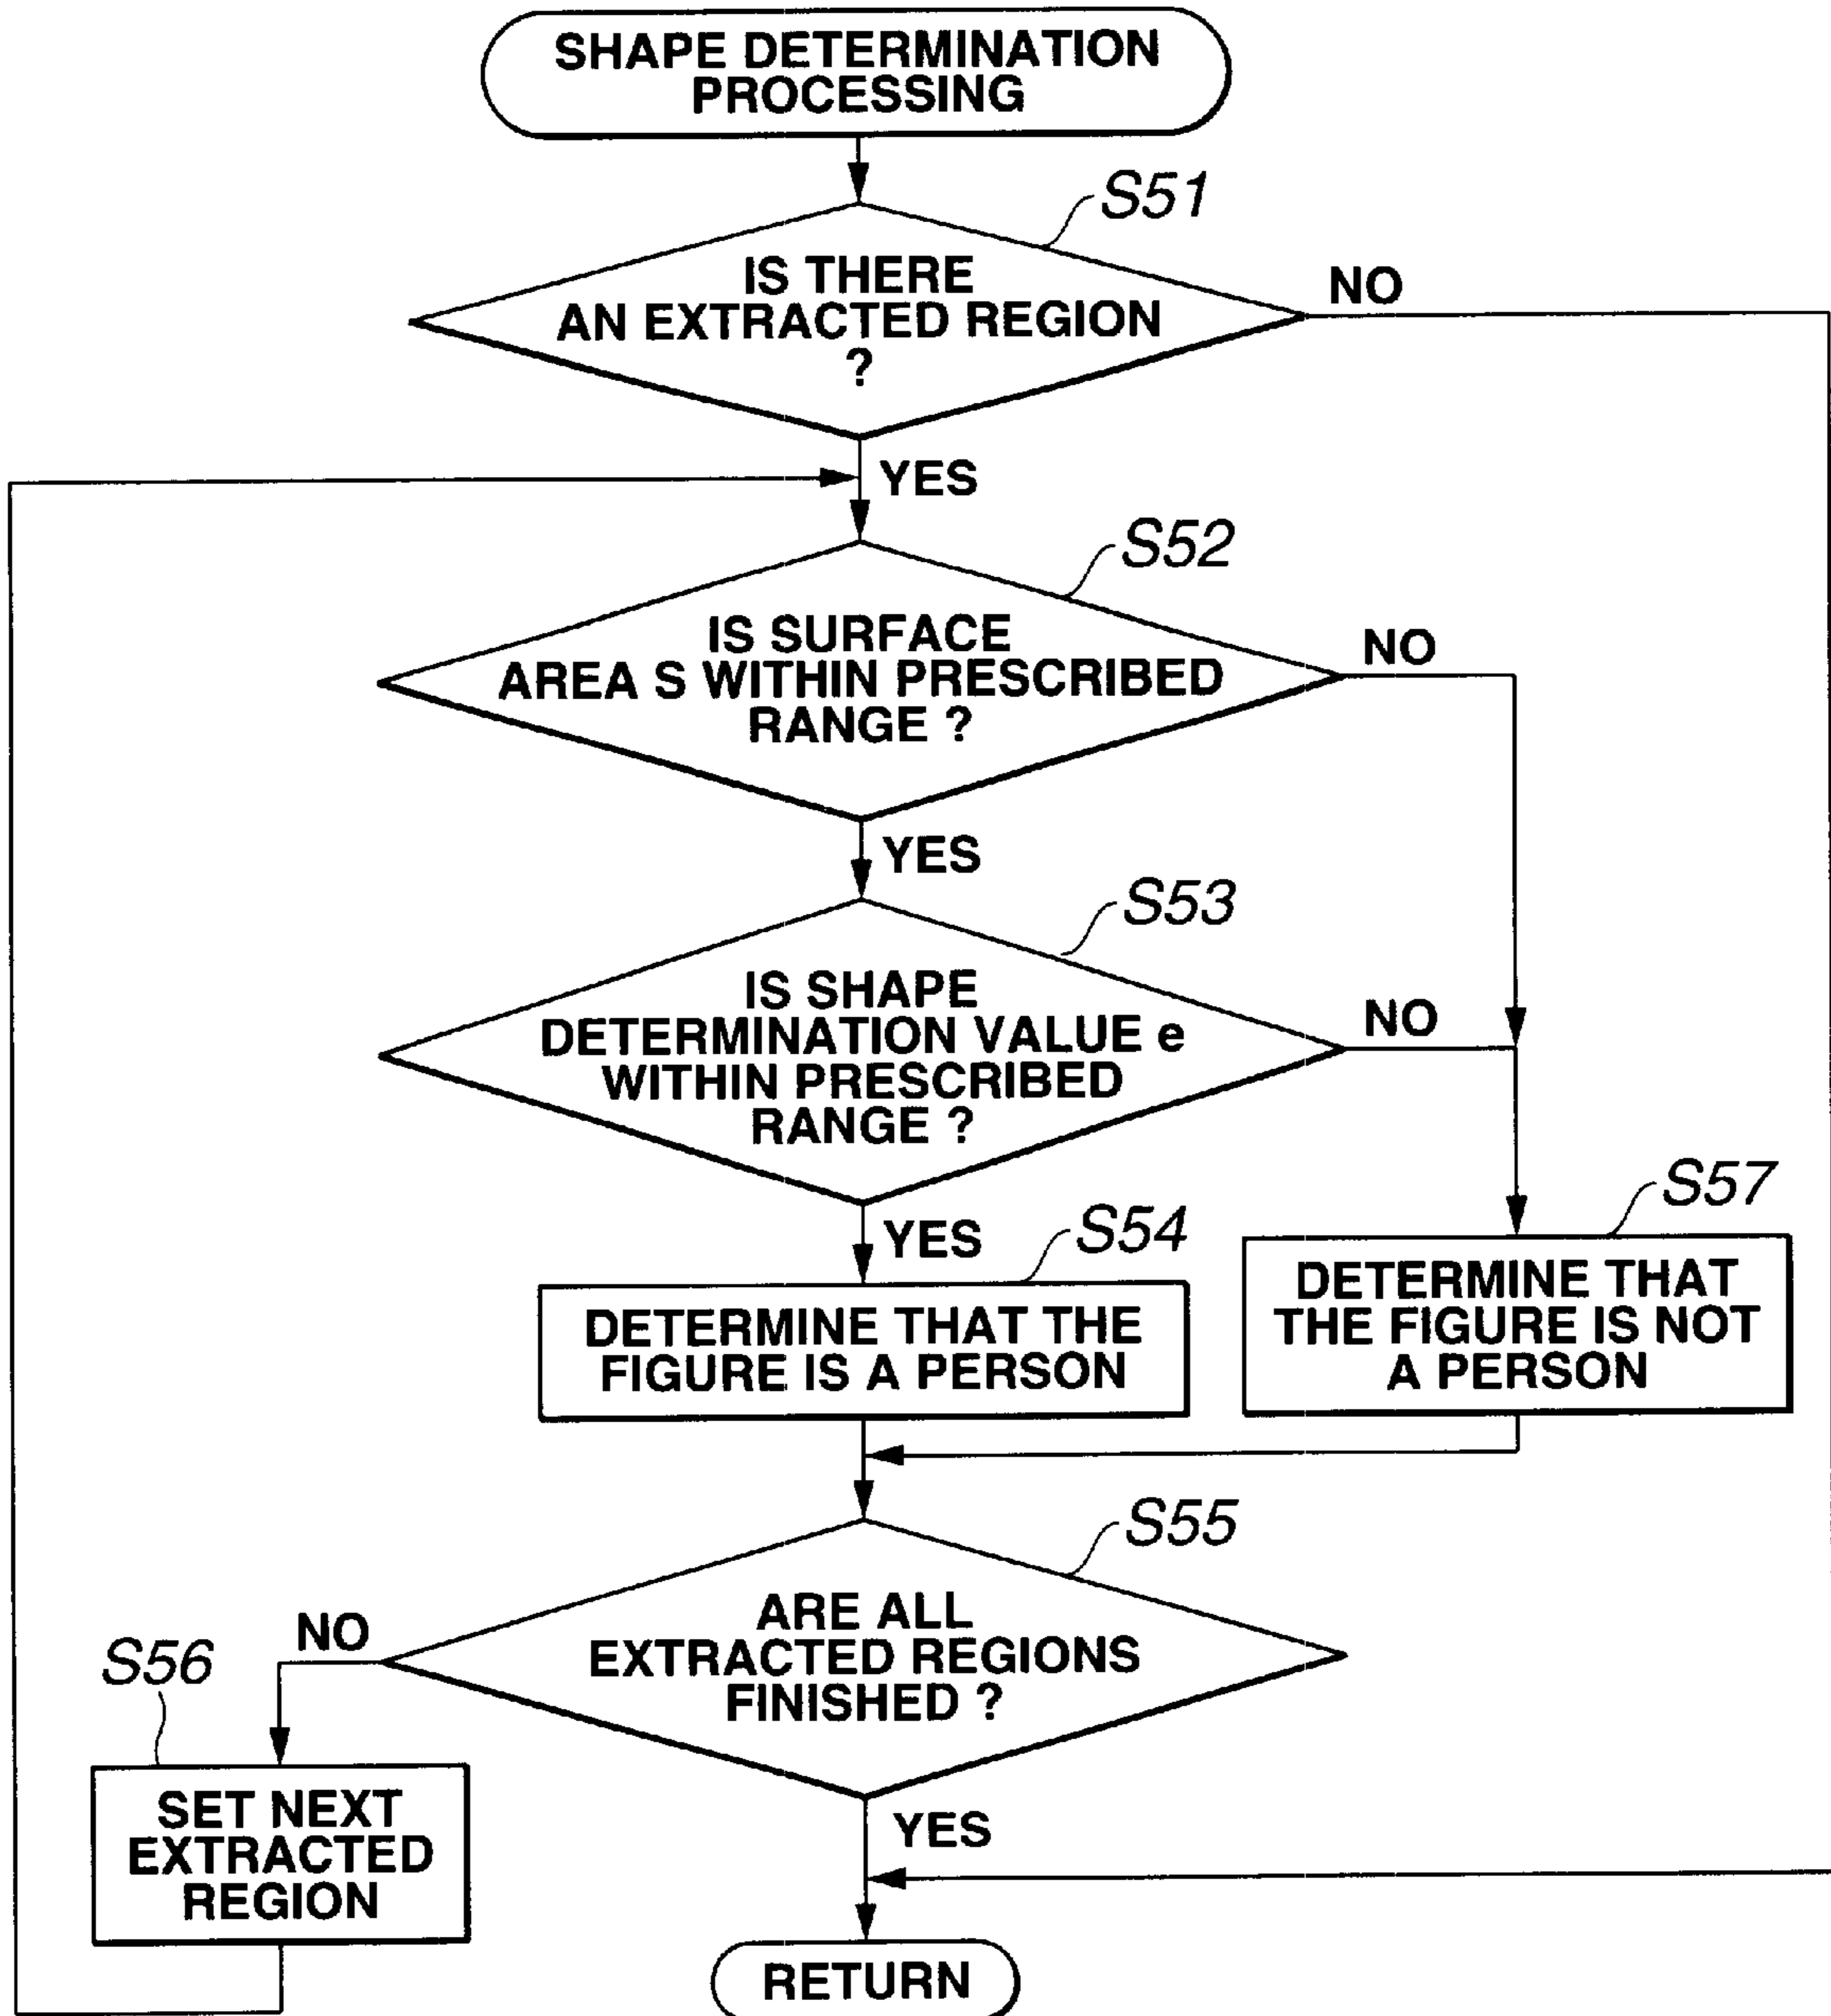 SHAPE DETERMINATION
PROCESSING
S51
IS THERE
AN EXTRACTED REGION
?
NO
YES
S52
IS SURFACE
AREA S WITHIN PRESCRIBED
RANGE ?
NO
YES
S53
IS SHAPE
DETERMINATION VALUE e
WITHIN PRESCRIBED
RANGE ?
NO
YES
S54
DETERMINE THAT THE
FIGURE IS A PERSON
S57
DETERMINE THAT
THE FIGURE IS NOT
A PERSON
S55
ARE ALL
EXTRACTED REGIONS
FINISHED ?
NO
S56
SET NEXT
EXTRACTED
REGION
YES
RETURN